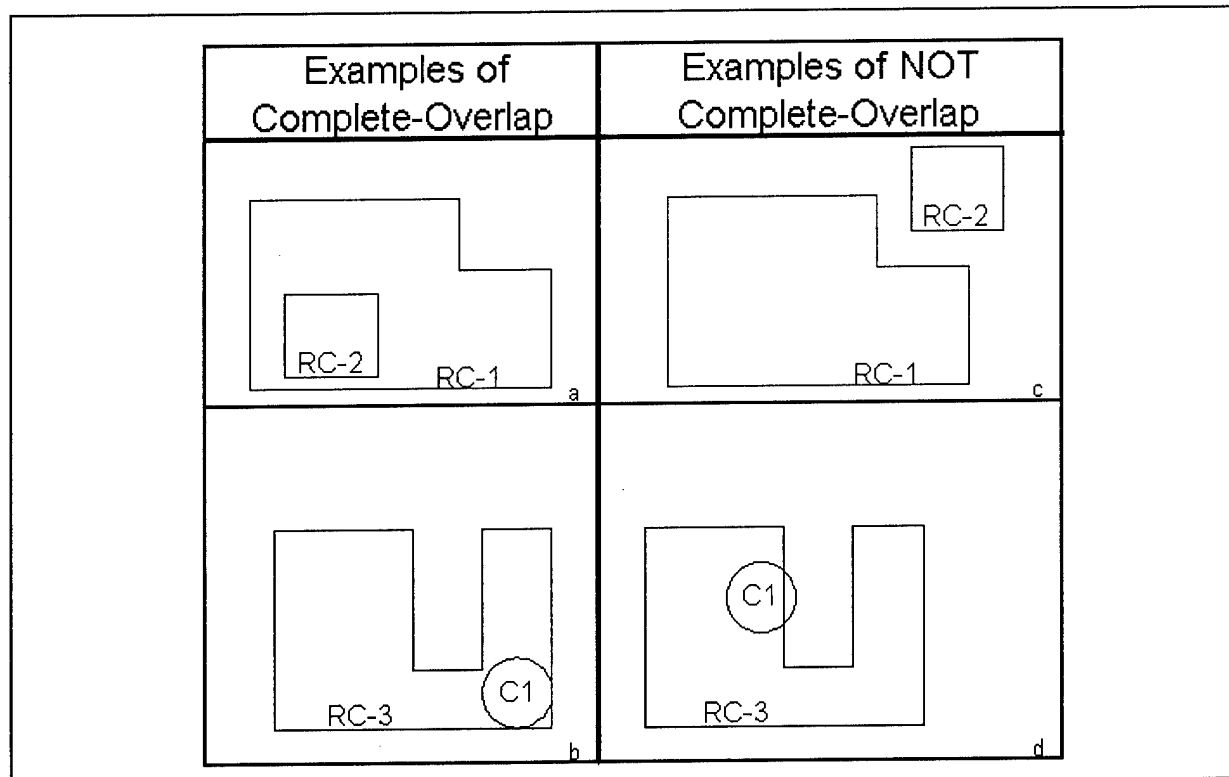 Examples of
Complete-Overlap
Examples of NOT
Complete-Overlap
RC-2
RC-1
a
RC-2
RC-1
c
C1
RC-3
b
C1
RC-3
d